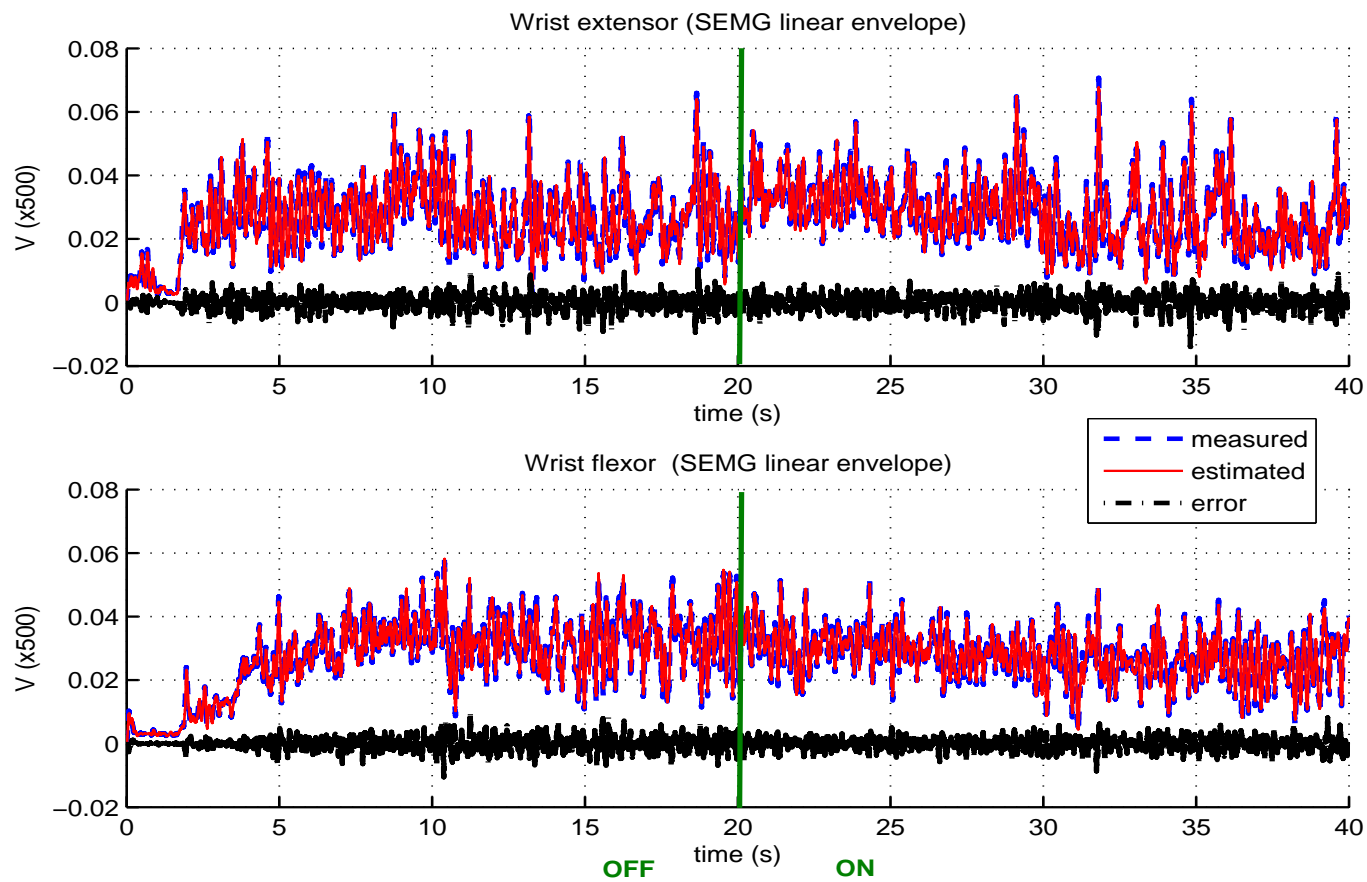 Wrist extensor (SEMG linear envelope)
0.08
0.06
0.04
0.02
0
−0.02
V (x500)
0 5 10 15 20 25 30 35 40
time (s)
measured
estimated
error
Wrist flexor (SEMG linear envelope)
0.08
0.06
0.04
0.02
0
−0.02
V (x500)
0 5 10 15 20 25 30 35 40
time (s)
OFF ON